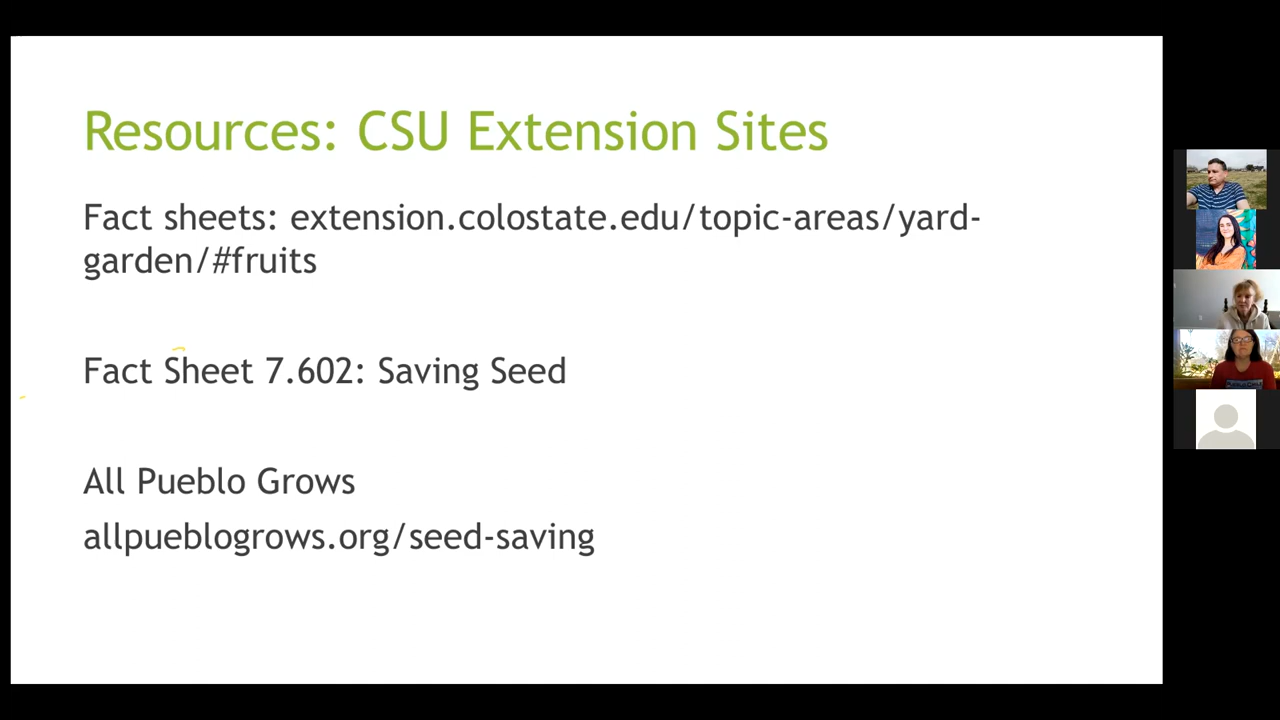 Resources: CSU Extension Sites
Fact sheets: extension.colostate.edu/topic-areas/yard-
garden/#fruits
Fact Sheet 7.602: Saving Seed
All Pueblo Grows
allpueblogrows.org/seed-saving